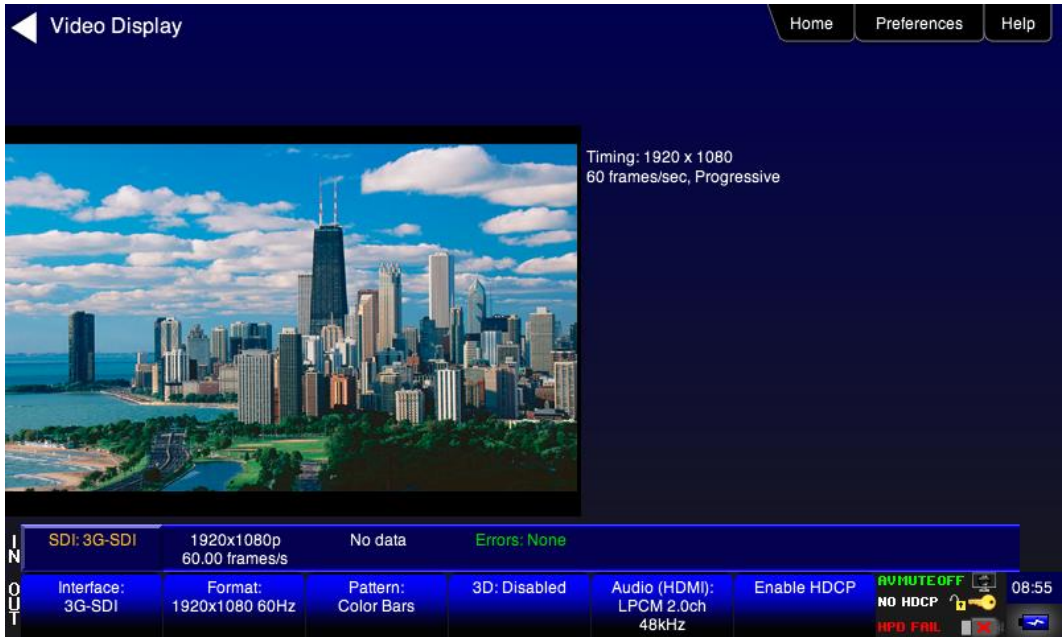 Video Display
Home
Preferences
Help
Timing: 1920 x 1080
60 frames/sec, Progressive
IN
SDI: 3G-SDI
1920x1080p
60.00 frames/s
No data
Errors: None
OUT
Interface:
3G-SDI
Format:
1920x1080 60Hz
Pattern:
Color Bars
3D: Disabled
Audio (HDMI):
LPCM 2.0ch
48kHz
Enable HDCP
AVMUTE OFF
NO HDCP
HPD FAIL
08:55